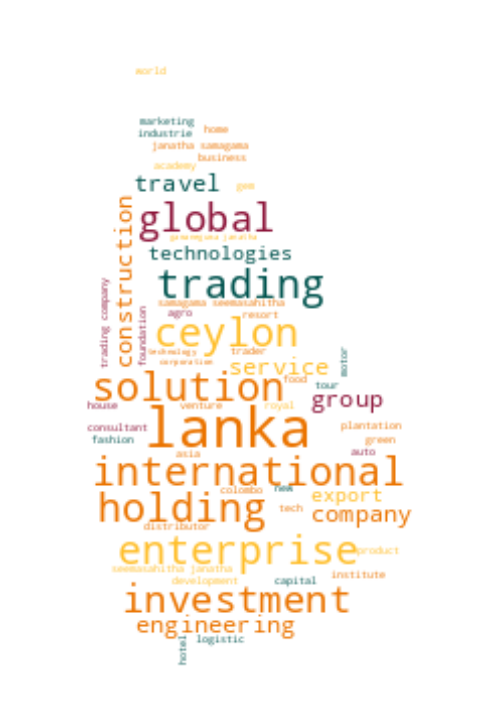 world
marketing
industrie
home
janatha samagama
business
academy
travel
gem
construction
global
technologies
trading
trading company
foundation
samagama seemasahitha
agro
resort
ceylon
technology
trader
motor
corporation
service
solution
food
tour
group
house
venture
royal
lanka
consultant
fashion
plantation
green
auto
asia
international
colombo
new
export
holding
tech
company
distributor
enterprise
product
seemasahitha janatha
institute
development
capital
investment
engineering
hotel
logistic